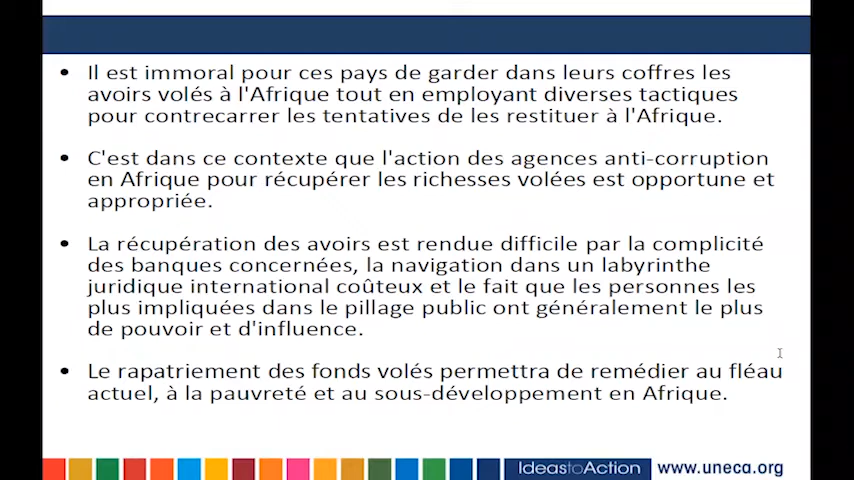 • Il est immoral pour ces pays de garder dans leurs coffres les
avoirs volés à l'Afrique tout en employant diverses tactiques
pour contrecarrer les tentatives de les restituer à l'Afrique.
• C'est dans ce contexte que l'action des agences anti-corruption
en Afrique pour récupérer les richesses volées est opportune et
appropriée.
• La récupération des avoirs est rendue difficile par la complicité
des banques concernées, la navigation dans un labyrinthe
juridique international coûteux et le fait que les personnes les
plus impliquées dans le pillage public ont généralement le plus
de pouvoir et d'influence.
• Le rapatriement des fonds volés permettra de remédier au fléau
actuel, à la pauvreté et au sous-développement en Afrique.
IdeastoAction www.uneca.org